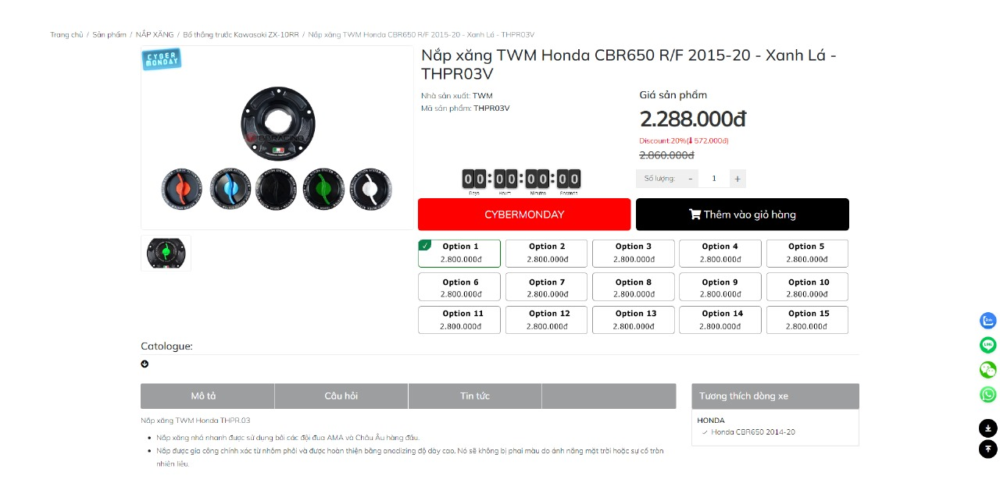 Trang chủ / Sản phẩm / NẮP XĂNG / Bố thắng trước Kawasaki ZX-10RR / Nắp xăng TWM Honda CBR650 R/F 2015-20 - Xanh Lá - THPR03V
CYBER
MONDAY
Nắp xăng TWM Honda CBR650 R/F 2015-20 - Xanh Lá -
THPR03V
Nhà sản xuất: TWM
Mã sản phẩm: THPR03V
Giá sản phẩm
2.288.000đ
Discount:20%(⬇572.000đ)
2.860.000đ
00:00:00:00
Days Hours Minutes Seconds
Số lượng: - 1 +
CYBERMONDAY
Thêm vào giỏ hàng
Option 1 Option 2 Option 3 Option 4 Option 5
2.800.000đ 2.800.000đ 2.800.000đ 2.800.000đ 2.800.000đ
Option 6 Option 7 Option 8 Option 9 Option 10
2.800.000đ 2.800.000đ 2.800.000đ 2.800.000đ 2.800.000đ
Option 11 Option 12 Option 13 Option 14 Option 15
2.800.000đ 2.800.000đ 2.800.000đ 2.800.000đ 2.800.000đ
Catologue:
Mô tả Câu hỏi Tin tức
Tương thích dòng xe
Nắp xăng TWM Honda THPR.03
HONDA
Honda CBR650 2014-20
Nắp xăng nhả nhanh được sử dụng bởi các đội đua AMA và Châu Âu hàng đầu.
Nắp được gia công chính xác từ nhôm phôi và được hoàn thiện bằng anodizing độ dày cao. Nó sẽ không bị phai màu do ánh nắng mặt trời hoặc sự cố tràn
nhiên liệu.
Zalo
LINE